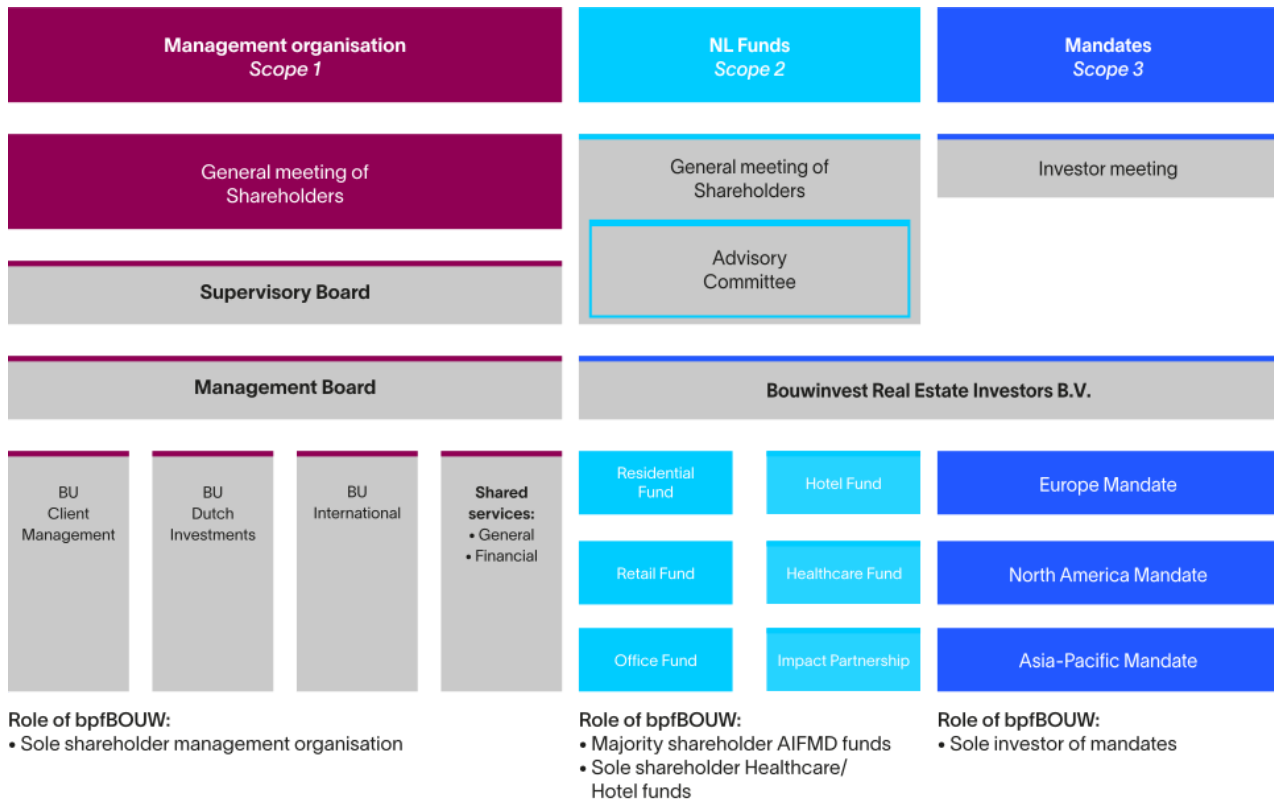 Management organisation
Scope 1
General meeting of
Shareholders
Supervisory Board
Management Board
BU
Client
Management
BU
Dutch
Investments
BU
International
Shared
services:
• General
• Financial
Role of bpfBOUW:
• Sole shareholder management organisation
NL Funds
Scope 2
General meeting of
Shareholders
Advisory
Committee
Mandates
Scope 3
Investor meeting
Bouwinvest Real Estate Investors B.V.
Residential
Fund
Hotel Fund
Retail Fund
Healthcare Fund
Office Fund
Impact Partnership
Role of bpfBOUW:
• Majority shareholder AIFMD funds
• Sole shareholder Healthcare/
Hotel funds
Europe Mandate
North America Mandate
Asia-Pacific Mandate
Role of bpfBOUW:
• Sole investor of mandates